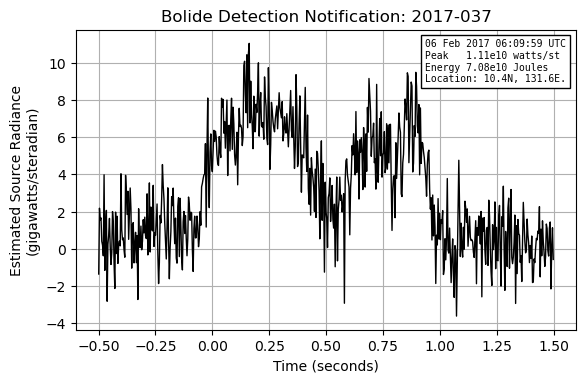 Bolide Detection Notification: 2017-037
06 Feb 2017 06:09:59 UTC
Peak   1.11e10 watts/st
Energy 7.08e10 Joules
Location: 10.4N, 131.6E.
Estimated Source Radiance
(gigawatts/steradian)
10
8
6
4
2
0
−2
−4
−0.50 −0.25 0.00 0.25 0.50 0.75 1.00 1.25 1.50
Time (seconds)